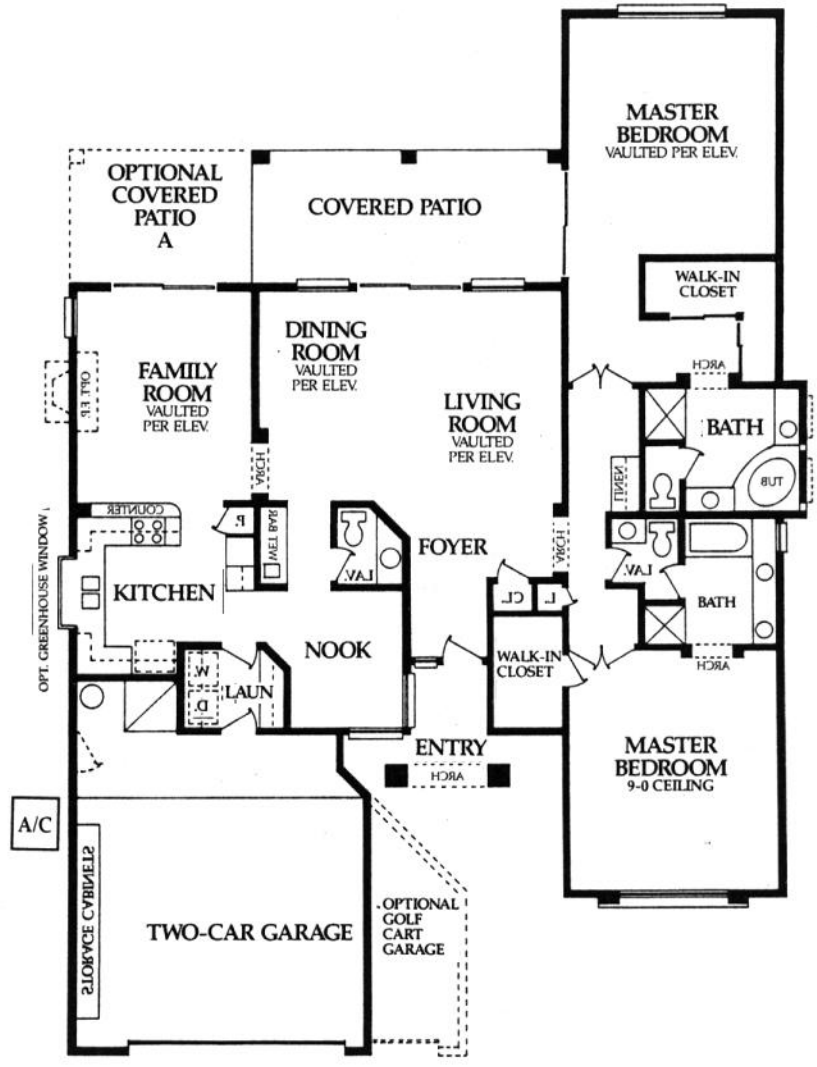 MASTER
BEDROOM
VAULTED PER ELEV.
OPTIONAL
COVERED
PATIO
A
COVERED PATIO
WALK-IN
CLOSET
DINING
ROOM
VAULTED
PER ELEV.
FAMILY
ROOM
VAULTED
PER ELEV.
OPT. F.P.
LIVING
ROOM
VAULTED
PER ELEV.
ARCH
BATH
TUB
LINEN
ARCH
COUNTER
P.
WET BAR
LAV.
FOYER
ARCH
OPT. GREENHOUSE WINDOW
KITCHEN
CL.
L.
LAV.
BATH
NOOK
WALK-IN
CLOSET
ARCH
W.
D.
LAUN
ENTRY
ARCH
MASTER
BEDROOM
9-0 CEILING
A/C
STORAGE CABINETS
TWO-CAR GARAGE
OPTIONAL
GOLF
CART
GARAGE